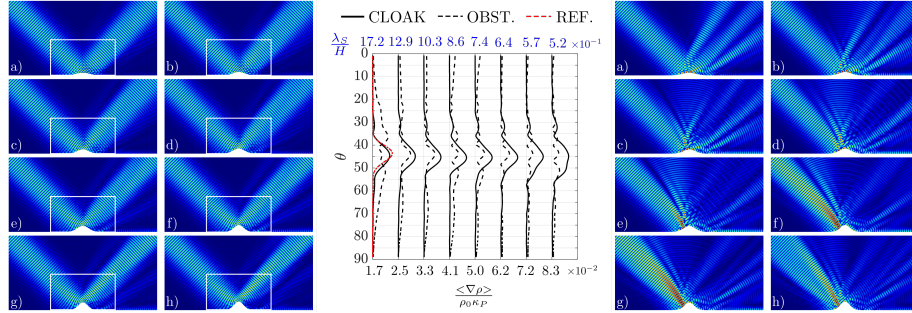 CLOAK OBST. REF.
λ_S/H 17.2 12.9 10.3 8.6 7.4 6.4 5.7 5.2 ×10⁻¹
0
10
20
30
40
50
60
70
80
90
θ
1.7 2.5 3.3 4.1 5.0 6.2 7.2 8.3 ×10⁻²
<∇ρ>/ρ₀κ_P
a) b)
c) d)
e) f)
g) h)
a) b)
c) d)
e) f)
g) h)